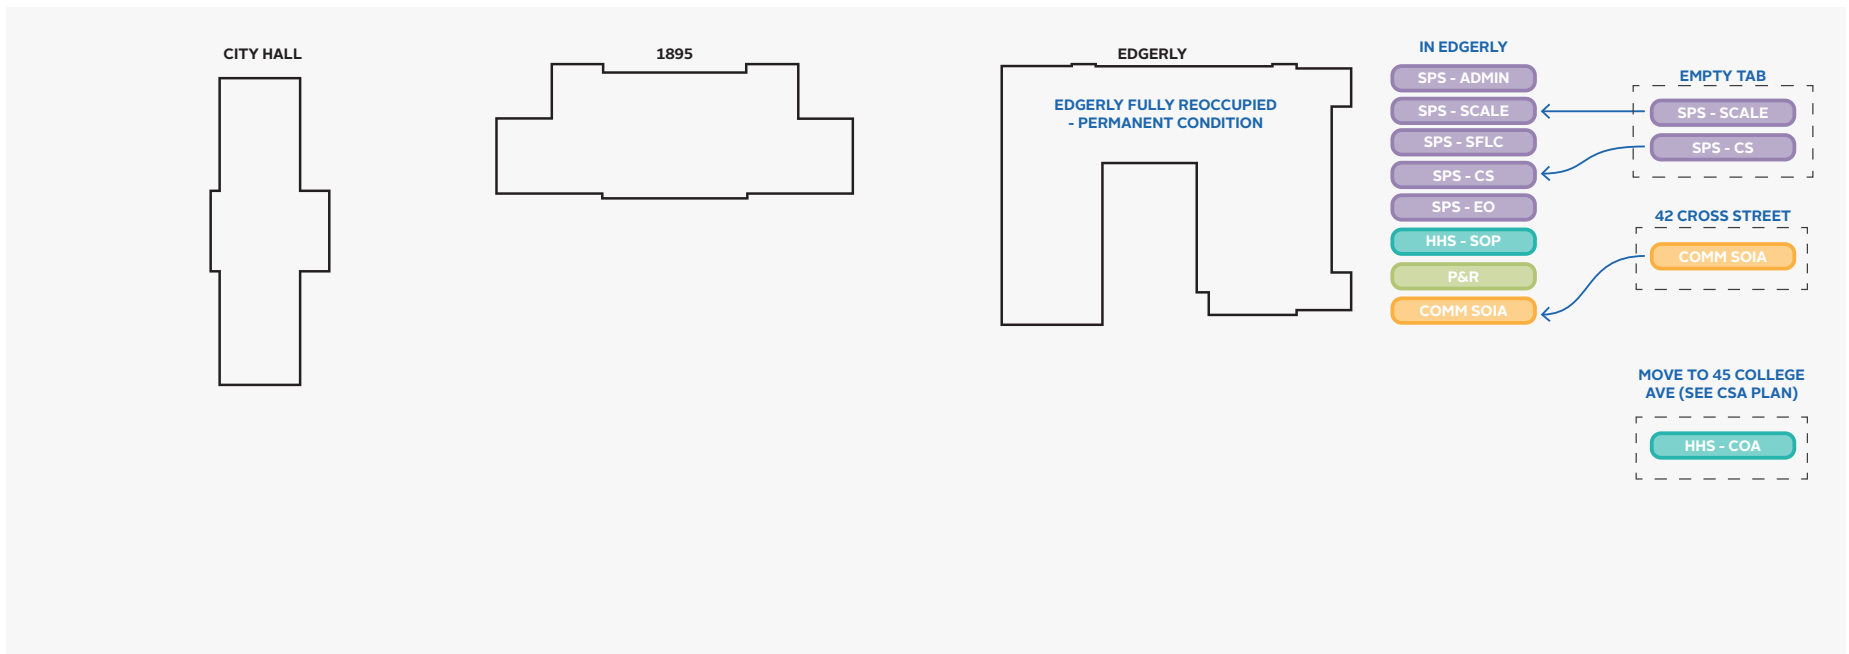 CITY HALL
1895
EDGERLY
EDGERLY FULLY REOCCUPIED
- PERMANENT CONDITION
IN EDGERLY
SPS - ADMIN
SPS - SCALE
SPS - SFLC
SPS - CS
SPS - EO
HHS - SOP
P&R
COMM SOIA
EMPTY TAB
SPS - SCALE
SPS - CS
42 CROSS STREET
COMM SOIA
MOVE TO 45 COLLEGE
AVE (SEE CSA PLAN)
HHS - COA